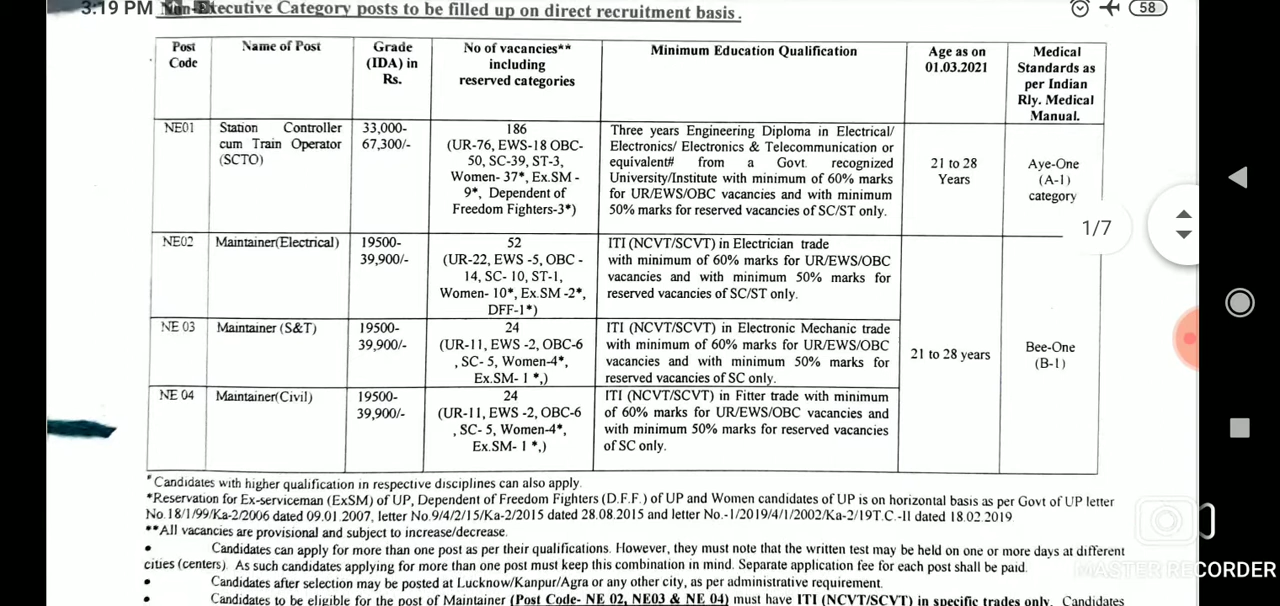 3:19 PM Non-Executive Category posts to be filled up on direct recruitment basis.
58
Post Code
Name of Post
Grade (IDA) in Rs.
No of vacancies** including reserved categories
Minimum Education Qualification
Age as on 01.03.2021
Medical Standards as per Indian Rly. Medical Manual.
NE01
Station Controller cum Train Operator (SCTO)
33,000-
67,300/-
186
(UR-76, EWS-18 OBC-
50, SC-39, ST-3,
Women- 37*, Ex.SM -
9*, Dependent of
Freedom Fighters-3*)
Three years Engineering Diploma in Electrical/
Electronics/ Electronics & Telecommunication or
equivalent# from a Govt. recognized
University/Institute with minimum of 60% marks
for UR/EWS/OBC vacancies and with minimum
50% marks for reserved vacancies of SC/ST only.
21 to 28
Years
Aye-One
(A-1)
category
1/7
NE02
Maintainer(Electrical)
19500-
39,900/-
52
(UR-22, EWS -5, OBC -
14, SC- 10, ST-1,
Women- 10*, Ex.SM -2*,
DFF-1*)
ITI (NCVT/SCVT) in Electrician trade
with minimum of 60% marks for UR/EWS/OBC
vacancies and with minimum 50% marks for
reserved vacancies of SC/ST only.
NE 03
Maintainer (S&T)
19500-
39,900/-
24
(UR-11, EWS -2, OBC-6
, SC- 5, Women-4*,
Ex.SM- 1 *,)
ITI (NCVT/SCVT) in Electronic Mechanic trade
with minimum of 60% marks for UR/EWS/OBC
vacancies and with minimum 50% marks for
reserved vacancies of SC only.
21 to 28 years
Bee-One
(B-1)
NE 04
Maintainer(Civil)
19500-
39,900/-
24
(UR-11, EWS -2, OBC-6
, SC- 5, Women-4*,
Ex.SM- 1 *,)
ITI (NCVT/SCVT) in Fitter trade with minimum
of 60% marks for UR/EWS/OBC vacancies and
with minimum 50% marks for reserved vacancies
of SC only.
#Candidates with higher qualification in respective disciplines can also apply.
*Reservation for Ex-serviceman (ExSM) of UP, Dependent of Freedom Fighters (D.F.F.) of UP and Women candidates of UP is on horizontal basis as per Govt of UP letter
No.18/1/99/Ka-2/2006 dated 09.01.2007, letter No.9/4/2/15/Ka-2/2015 dated 28.08.2015 and letter No.-1/2019/4/1/2002/Ka-2/19T.C.-II dated 18.02.2019
**All vacancies are provisional and subject to increase/decrease.
• Candidates can apply for more than one post as per their qualifications. However, they must note that the written test may be held on one or more days at different
cities (centers). As such candidates applying for more than one post must keep this combination in mind. Separate application fee for each post shall be paid.
• Candidates after selection may be posted at Lucknow/Kanpur/Agra or any other city, as per administrative requirement.
• Candidates to be eligible for the post of Maintainer (Post Code- NE 02, NE03 & NE 04) must have ITI (NCVT/SCVT) in specific trades only. Candidates
MASTER RECORDER